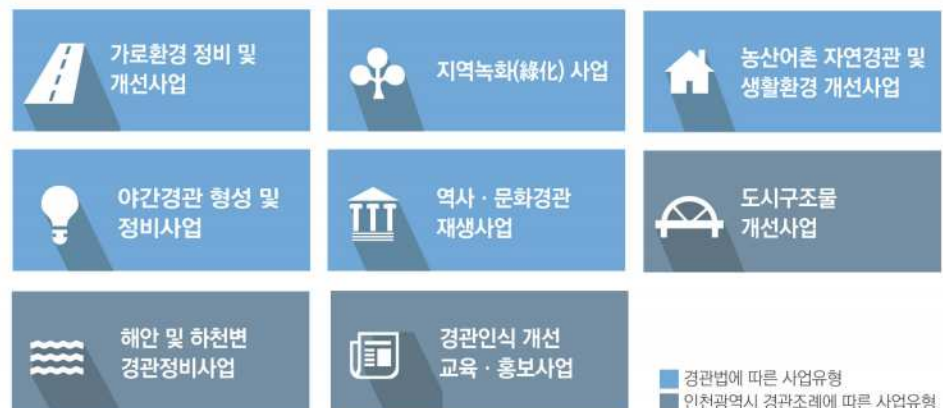 가로환경 정비 및
개선사업
지역녹화(綠化) 사업
농산어촌 자연경관 및
생활환경 개선사업
야간경관 형성 및
정비사업
역사 · 문화경관
재생사업
도시구조물
개선사업
해안 및 하천변
경관정비사업
경관인식 개선
교육 · 홍보사업
경관법에 따른 사업유형
인천광역시 경관조례에 따른 사업유형